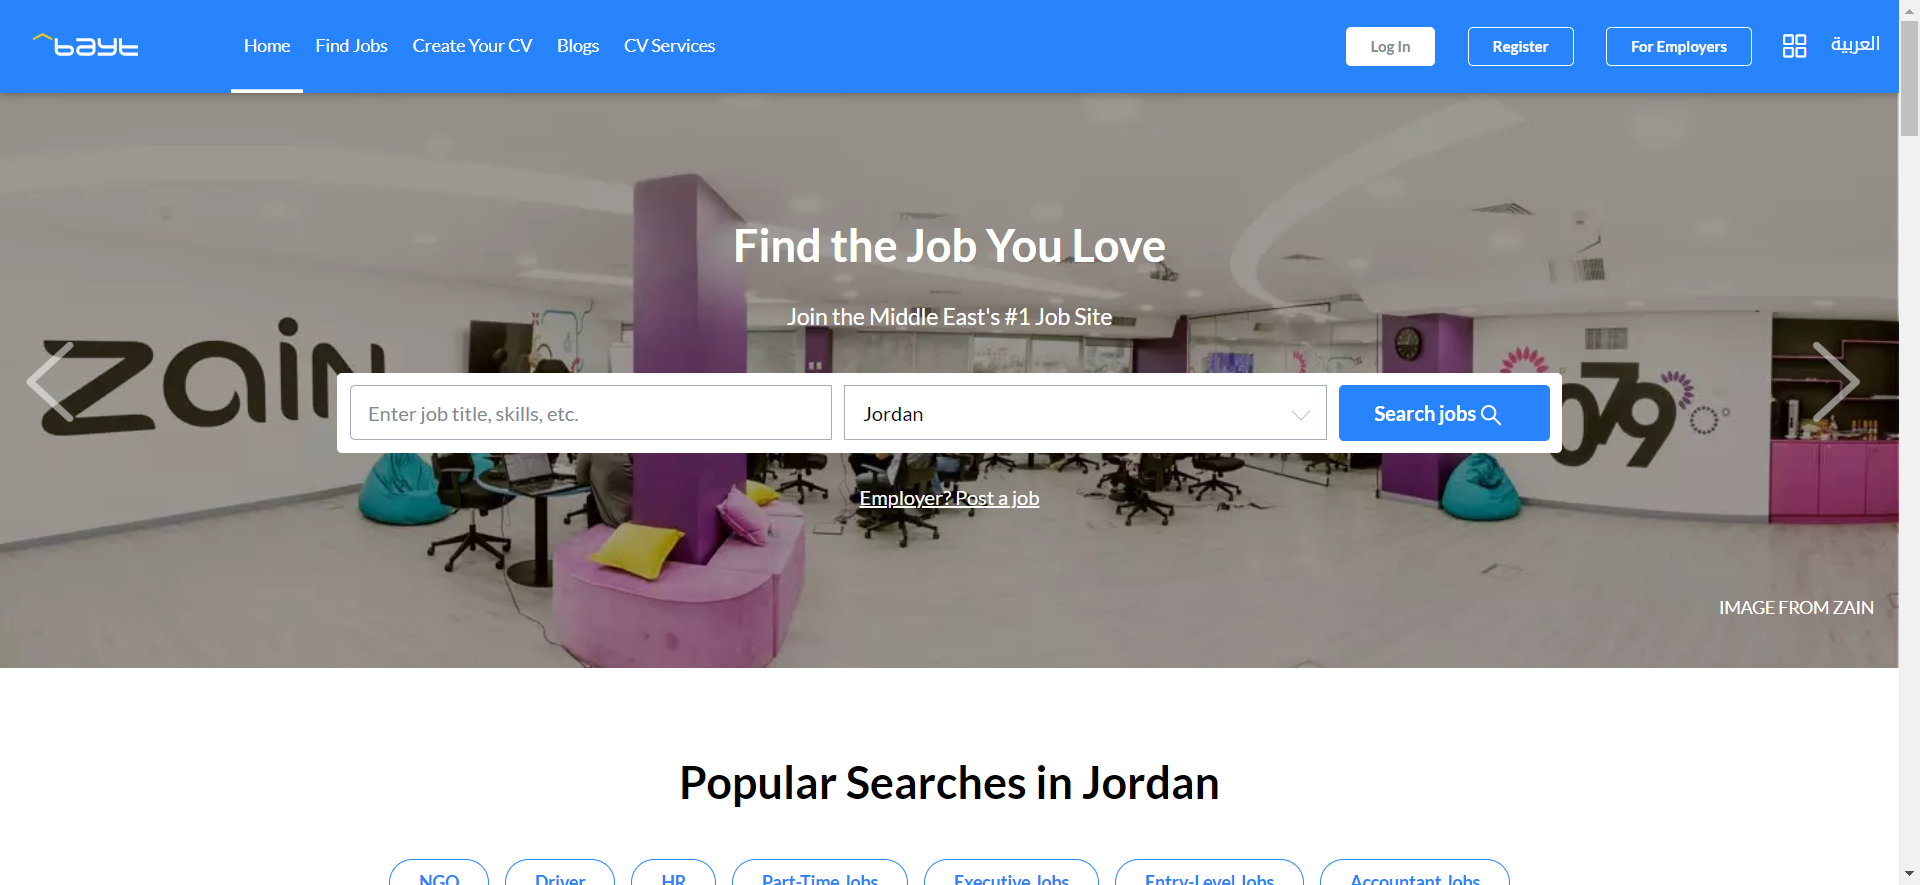 bayt
Home
Find Jobs
Create Your CV
Blogs
CV Services
Log In
Register
For Employers
العربية
Find the Job You Love
Join the Middle East's #1 Job Site
zain
079
Enter job title, skills, etc.
Jordan
Search jobs
Employer? Post a job
IMAGE FROM ZAIN
Popular Searches in Jordan
NGO
Driver
HR
Part-Time Jobs
Executive Jobs
Entry-Level Jobs
Accountant Jobs